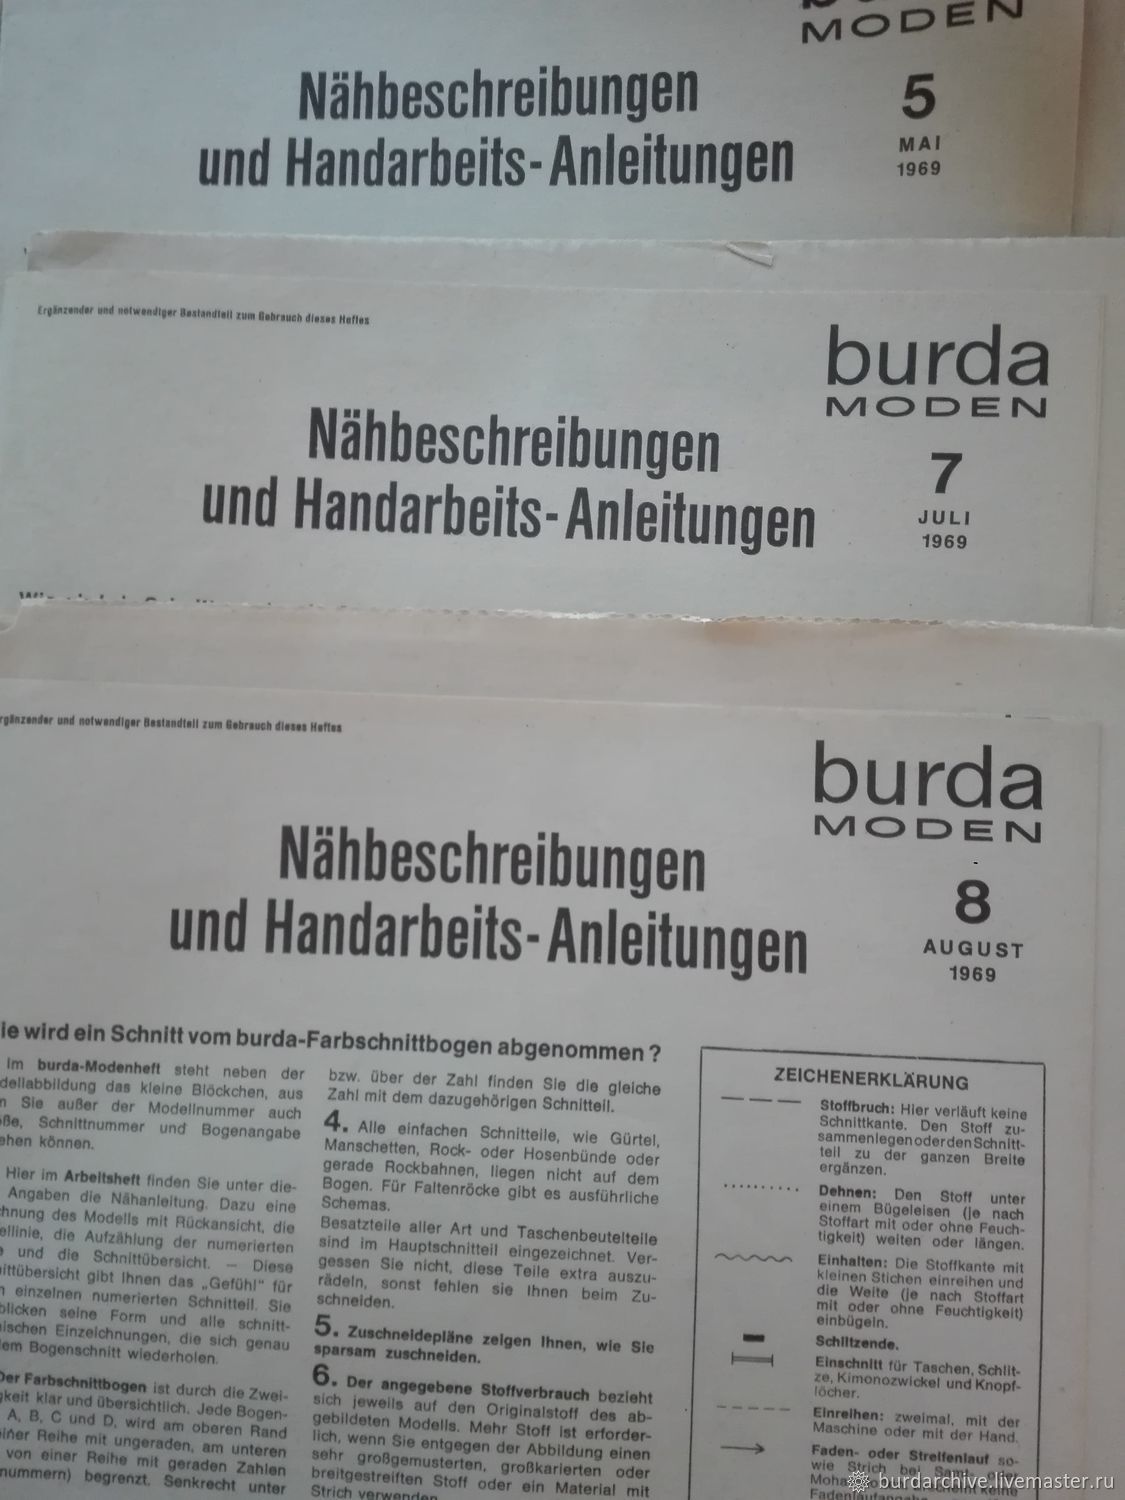 MODEN
Nähbeschreibungen
und Handarbeits-Anleitungen
5
MAI
1969
Ergänzender und notwendiger Bestandteil zum Gebrauch dieses Heftes
burda
MODEN
Nähbeschreibungen
und Handarbeits-Anleitungen
7
JULI
1969
rgänzender und notwendiger Bestandteil zum Gebrauch dieses Heftes
burda
MODEN
Nähbeschreibungen
und Handarbeits-Anleitungen
8
AUGUST
1969
ie wird ein Schnitt vom burda-Farbschnittbogen abgenommen?
Im burda-Modenheft steht neben der
dellabbildung das kleine Blöckchen, aus
n Sie außer der Modellnummer auch
öße, Schnittnummer und Bogenangabe
ehen können.
Hier im Arbeitsheft finden Sie unter die-
Angaben die Nähanleitung. Dazu eine
chnung des Modells mit Rückansicht, die
ellinie, die Aufzählung der numerierten
e und die Schnittübersicht. – Diese
nittübersicht gibt Ihnen das „Gefühl“ für
n einzelnen numerierten Schnitteil. Sie
blicken seine Form und alle schnitt-
nischen Einzeichnungen, die sich genau
dem Bogenschnitt wiederholen.
Der Farbschnittbogen ist durch die Zwei-
gkeit klar und übersichtlich. Jede Bogen-
A, B, C und D, wird am oberen Rand
einer Reihe mit ungeraden, am unteren
von einer Reihe mit geraden Zahlen
nummern) begrenzt. Senkrecht unter
bzw. über der Zahl finden Sie die gleiche
Zahl mit dem dazugehörigen Schnitteil.
4. Alle einfachen Schnitteile, wie Gürtel,
Manschetten, Rock- oder Hosenbünde oder
gerade Rockbahnen, liegen nicht auf dem
Bogen. Für Faltenröcke gibt es ausführliche
Schemas.
Besatzteile aller Art und Taschenbeutelteile
sind im Hauptschnitteil eingezeichnet. Ver-
gessen Sie nicht, diese Teile extra auszu-
rädeln, sonst fehlen sie Ihnen beim Zu-
schneiden.
5. Zuschneidepläne zeigen Ihnen, wie Sie
sparsam zuschneiden.
6. Der angegebene Stoffverbrauch bezieht
sich jeweils auf den Originalstoff des ab-
gebildeten Modells. Mehr Stoff ist erforder-
lich, wenn Sie entgegen der Abbildung einen
sehr großgemusterten, großkarierten oder
breitgestreiften Stoff oder ein Material mit
Strich verwenden
ZEICHENERKLÄRUNG
Stoffbruch: Hier verläuft keine
Schnittkante. Den Stoff zu-
sammenlegen oder den Schnitt-
teil zu der ganzen Breite
ergänzen.
Dehnen: Den Stoff unter
einem Bügeleisen (je nach
Stoffart mit oder ohne Feuch-
tigkeit) weiten oder längen.
Einhalten: Die Stoffkante mit
kleinen Stichen einreihen und
die Weite (je nach Stoffart
mit oder ohne Feuchtigkeit)
einbügeln.
Schlitzende.
Einschnitt für Taschen, Schlit-
ze, Kimonozwickel und Knopf-
löcher.
Einreihen: zweimal, mit der
Maschine oder mit der Hand.
Faden- oder Streifenlauf so-
wie Strich bei
Moha
burdarchive.livemaster.ru